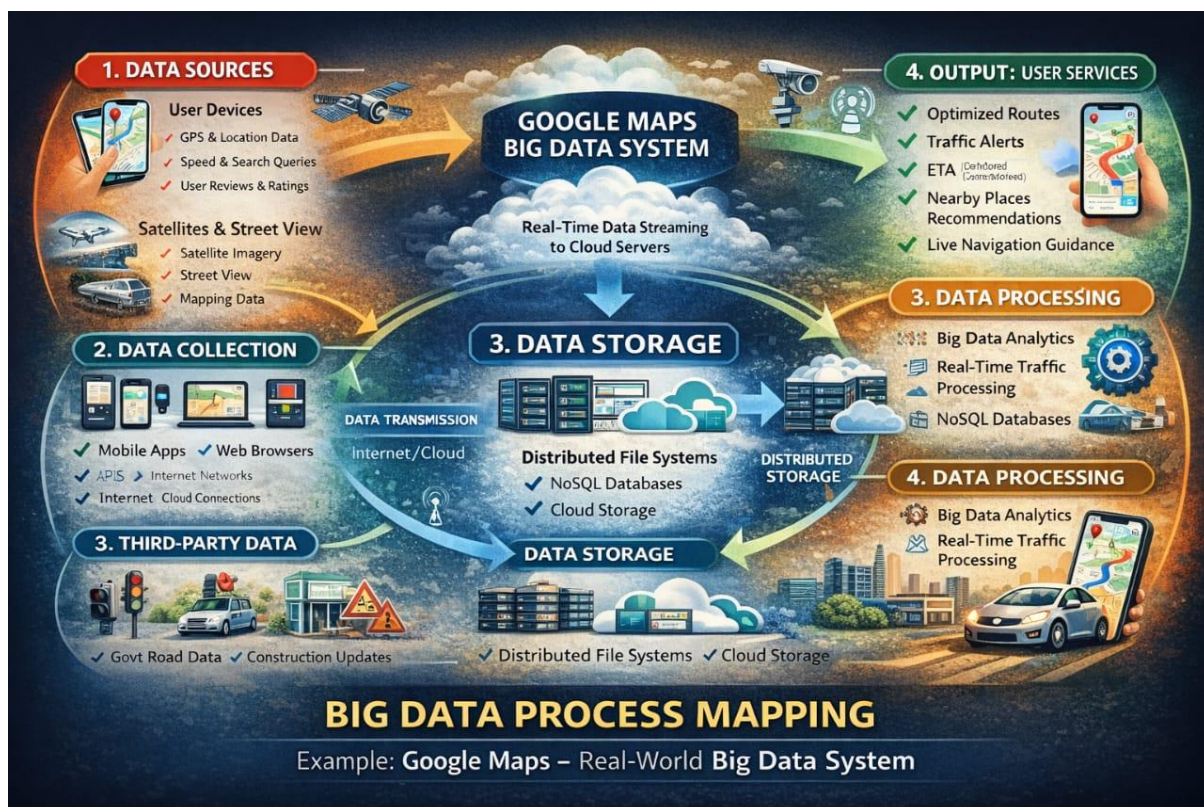 1. DATA SOURCES
User Devices
✓ GPS & Location Data
✓ Speed & Search Queries
✓ User Reviews & Ratings
Satellites & Street View
✓ Satellite Imagery
✓ Street View
✓ Mapping Data
GOOGLE MAPS
BIG DATA SYSTEM
Real-Time Data Streaming
to Cloud Servers
4. OUTPUT: USER SERVICES
✓ Optimized Routes
✓ Traffic Alerts
✓ ETA
✓ Nearby Places
Recommendations
✓ Live Navigation Guidance
2. DATA COLLECTION
✓ Mobile Apps ✓ Web Browsers
✓ APIS > Internet Networks
✓ Internet Cloud Connections
DATA TRANSMISSION
Internet/Cloud
3. DATA STORAGE
Distributed File Systems
✓ NoSQL Databases
✓ Cloud Storage
DISTRIBUTED
STORAGE
3. DATA PROCESSING
Big Data Analytics
Real-Time Traffic
Processing
NoSQL Databases
4. DATA PROCESSING
Big Data Analytics
Real-Time Traffic
Processing
3. THIRD-PARTY DATA
✓ Govt Road Data ✓ Construction Updates
DATA STORAGE
✓ Distributed File Systems ✓ Cloud Storage
BIG DATA PROCESS MAPPING
Example: Google Maps – Real-World Big Data System